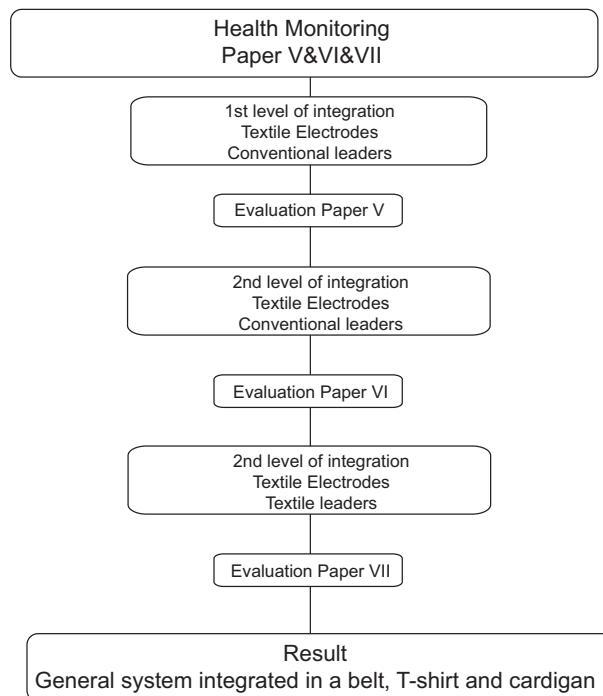 Health Monitoring
Paper V&VI&VII
1st level of integration
Textile Electrodes
Conventional leaders
Evaluation Paper V
2nd level of integration
Textile Electrodes
Conventional leaders
Evaluation Paper VI
2nd level of integration
Textile Electrodes
Textile leaders
Evaluation Paper VII
Result
General system integrated in a belt, T-shirt and cardigan